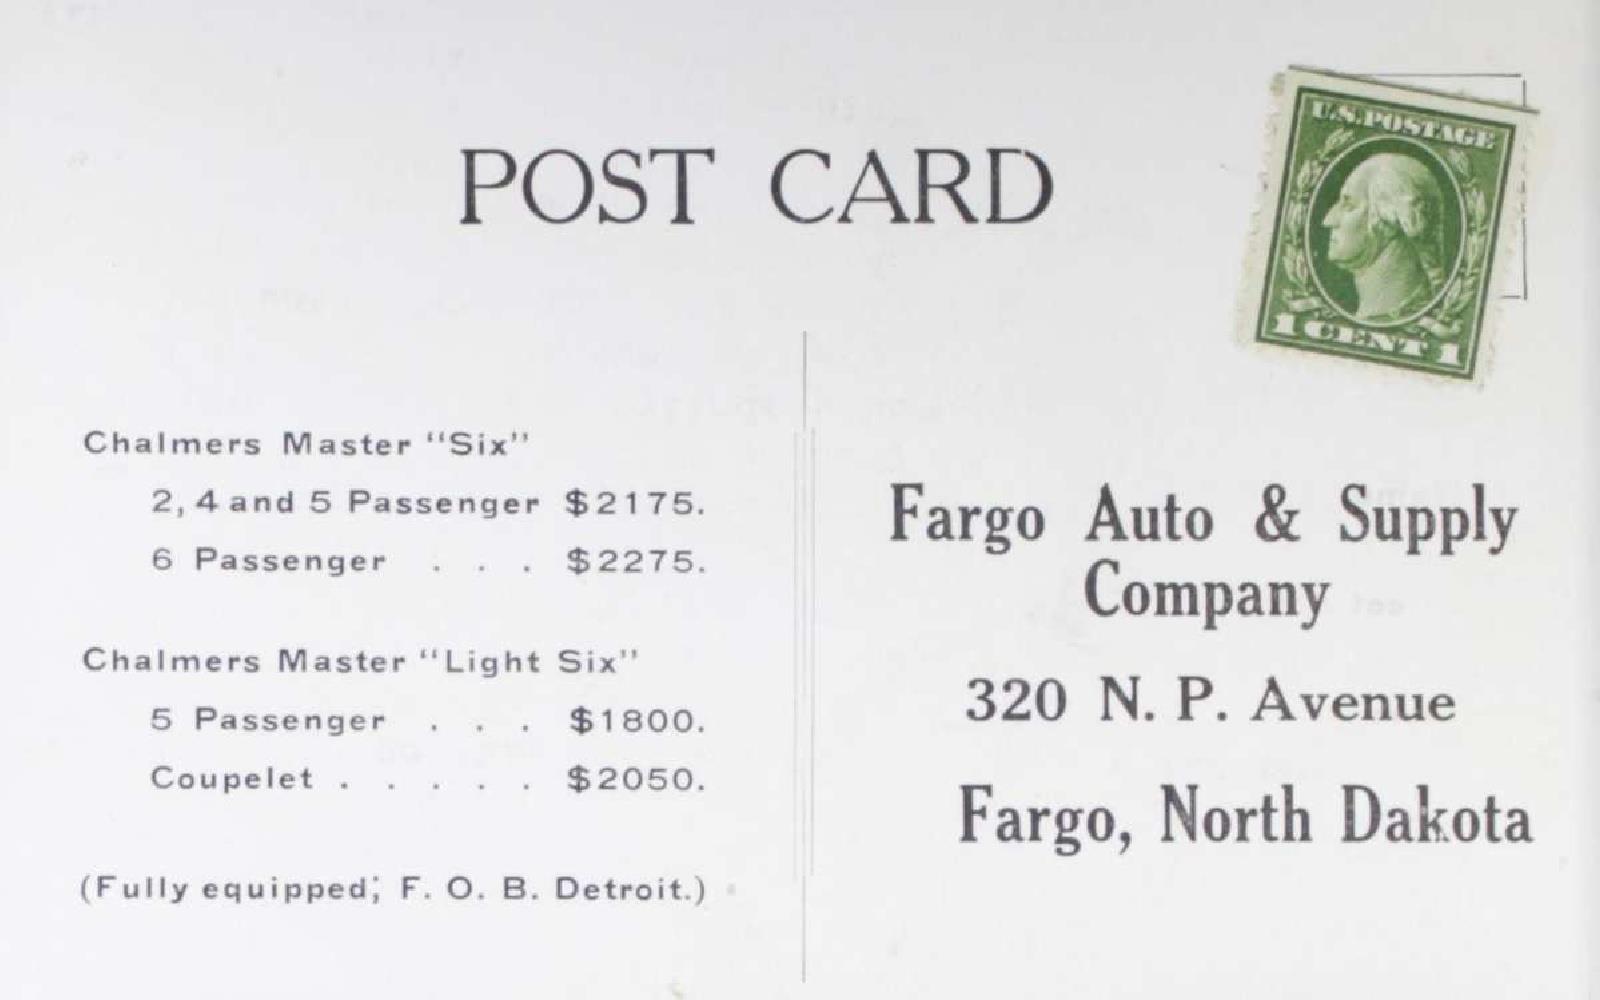 POST CARD
U.S. POSTAGE
1 CENT 1
Chalmers Master "Six"
2, 4 and 5 Passenger $2175.
6 Passenger . . . $2275.
Chalmers Master "Light Six"
5 Passenger . . . $1800.
Coupelet . . . . . $2050.
(Fully equipped; F. O. B. Detroit.)
Fargo Auto & Supply
Company
320 N. P. Avenue
Fargo, North Dakota